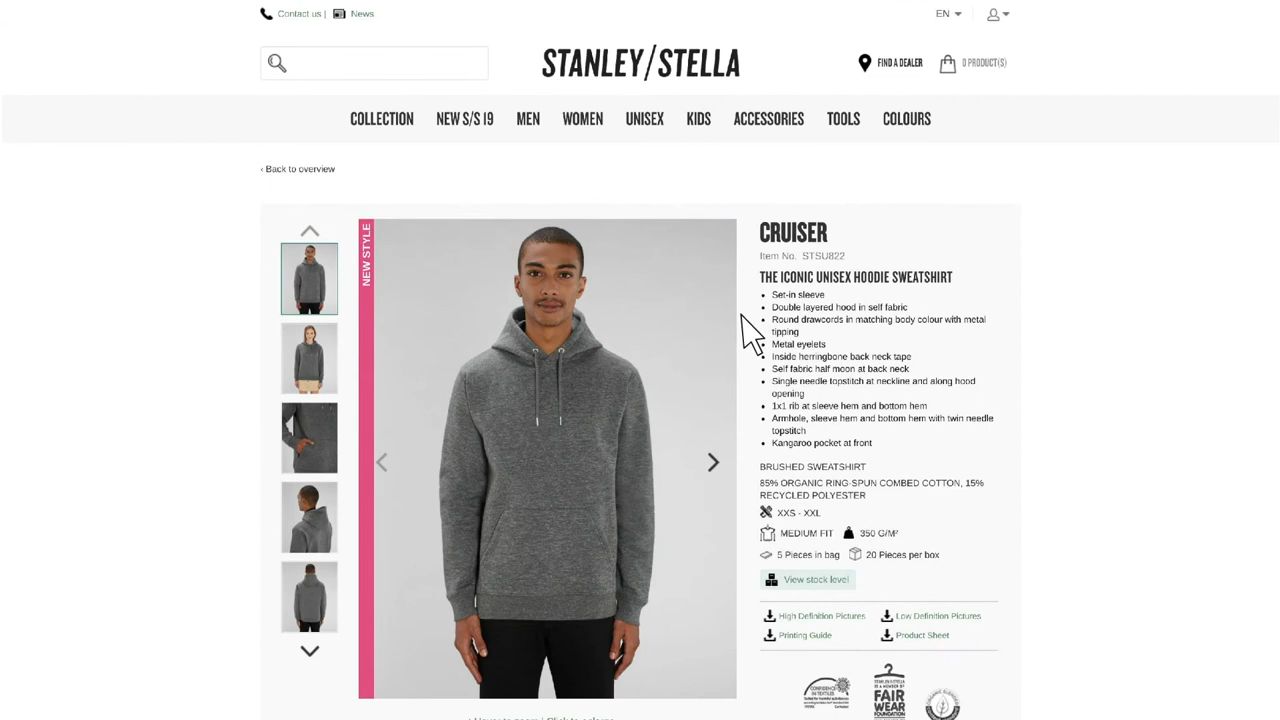 Contact us | News
EN
STANLEY/STELLA
FIND A DEALER
0 PRODUCT(S)
COLLECTION NEW S/S 19 MEN WOMEN UNISEX KIDS ACCESSORIES TOOLS COLOURS
‹ Back to overview
NEW STYLE
CRUISER
Item No. STSU822
THE ICONIC UNISEX HOODIE SWEATSHIRT
Set-in sleeve
Double layered hood in self fabric
Round drawcords in matching body colour with metal
tipping
Metal eyelets
Inside herringbone back neck tape
Self fabric half moon at back neck
Single needle topstitch at neckline and along hood
opening
1x1 rib at sleeve hem and bottom hem
Armhole, sleeve hem and bottom hem with twin needle
topstitch
Kangaroo pocket at front
BRUSHED SWEATSHIRT
85% ORGANIC RING-SPUN COMBED COTTON, 15%
RECYCLED POLYESTER
XXS - XXL
MEDIUM FIT 350 G/M²
5 Pieces in bag 20 Pieces per box
View stock level
High Definition Pictures Low Definition Pictures
Printing Guide Product Sheet
CONFIDENCE
IN TEXTILES
FAIR
WEAR
FOUNDATION